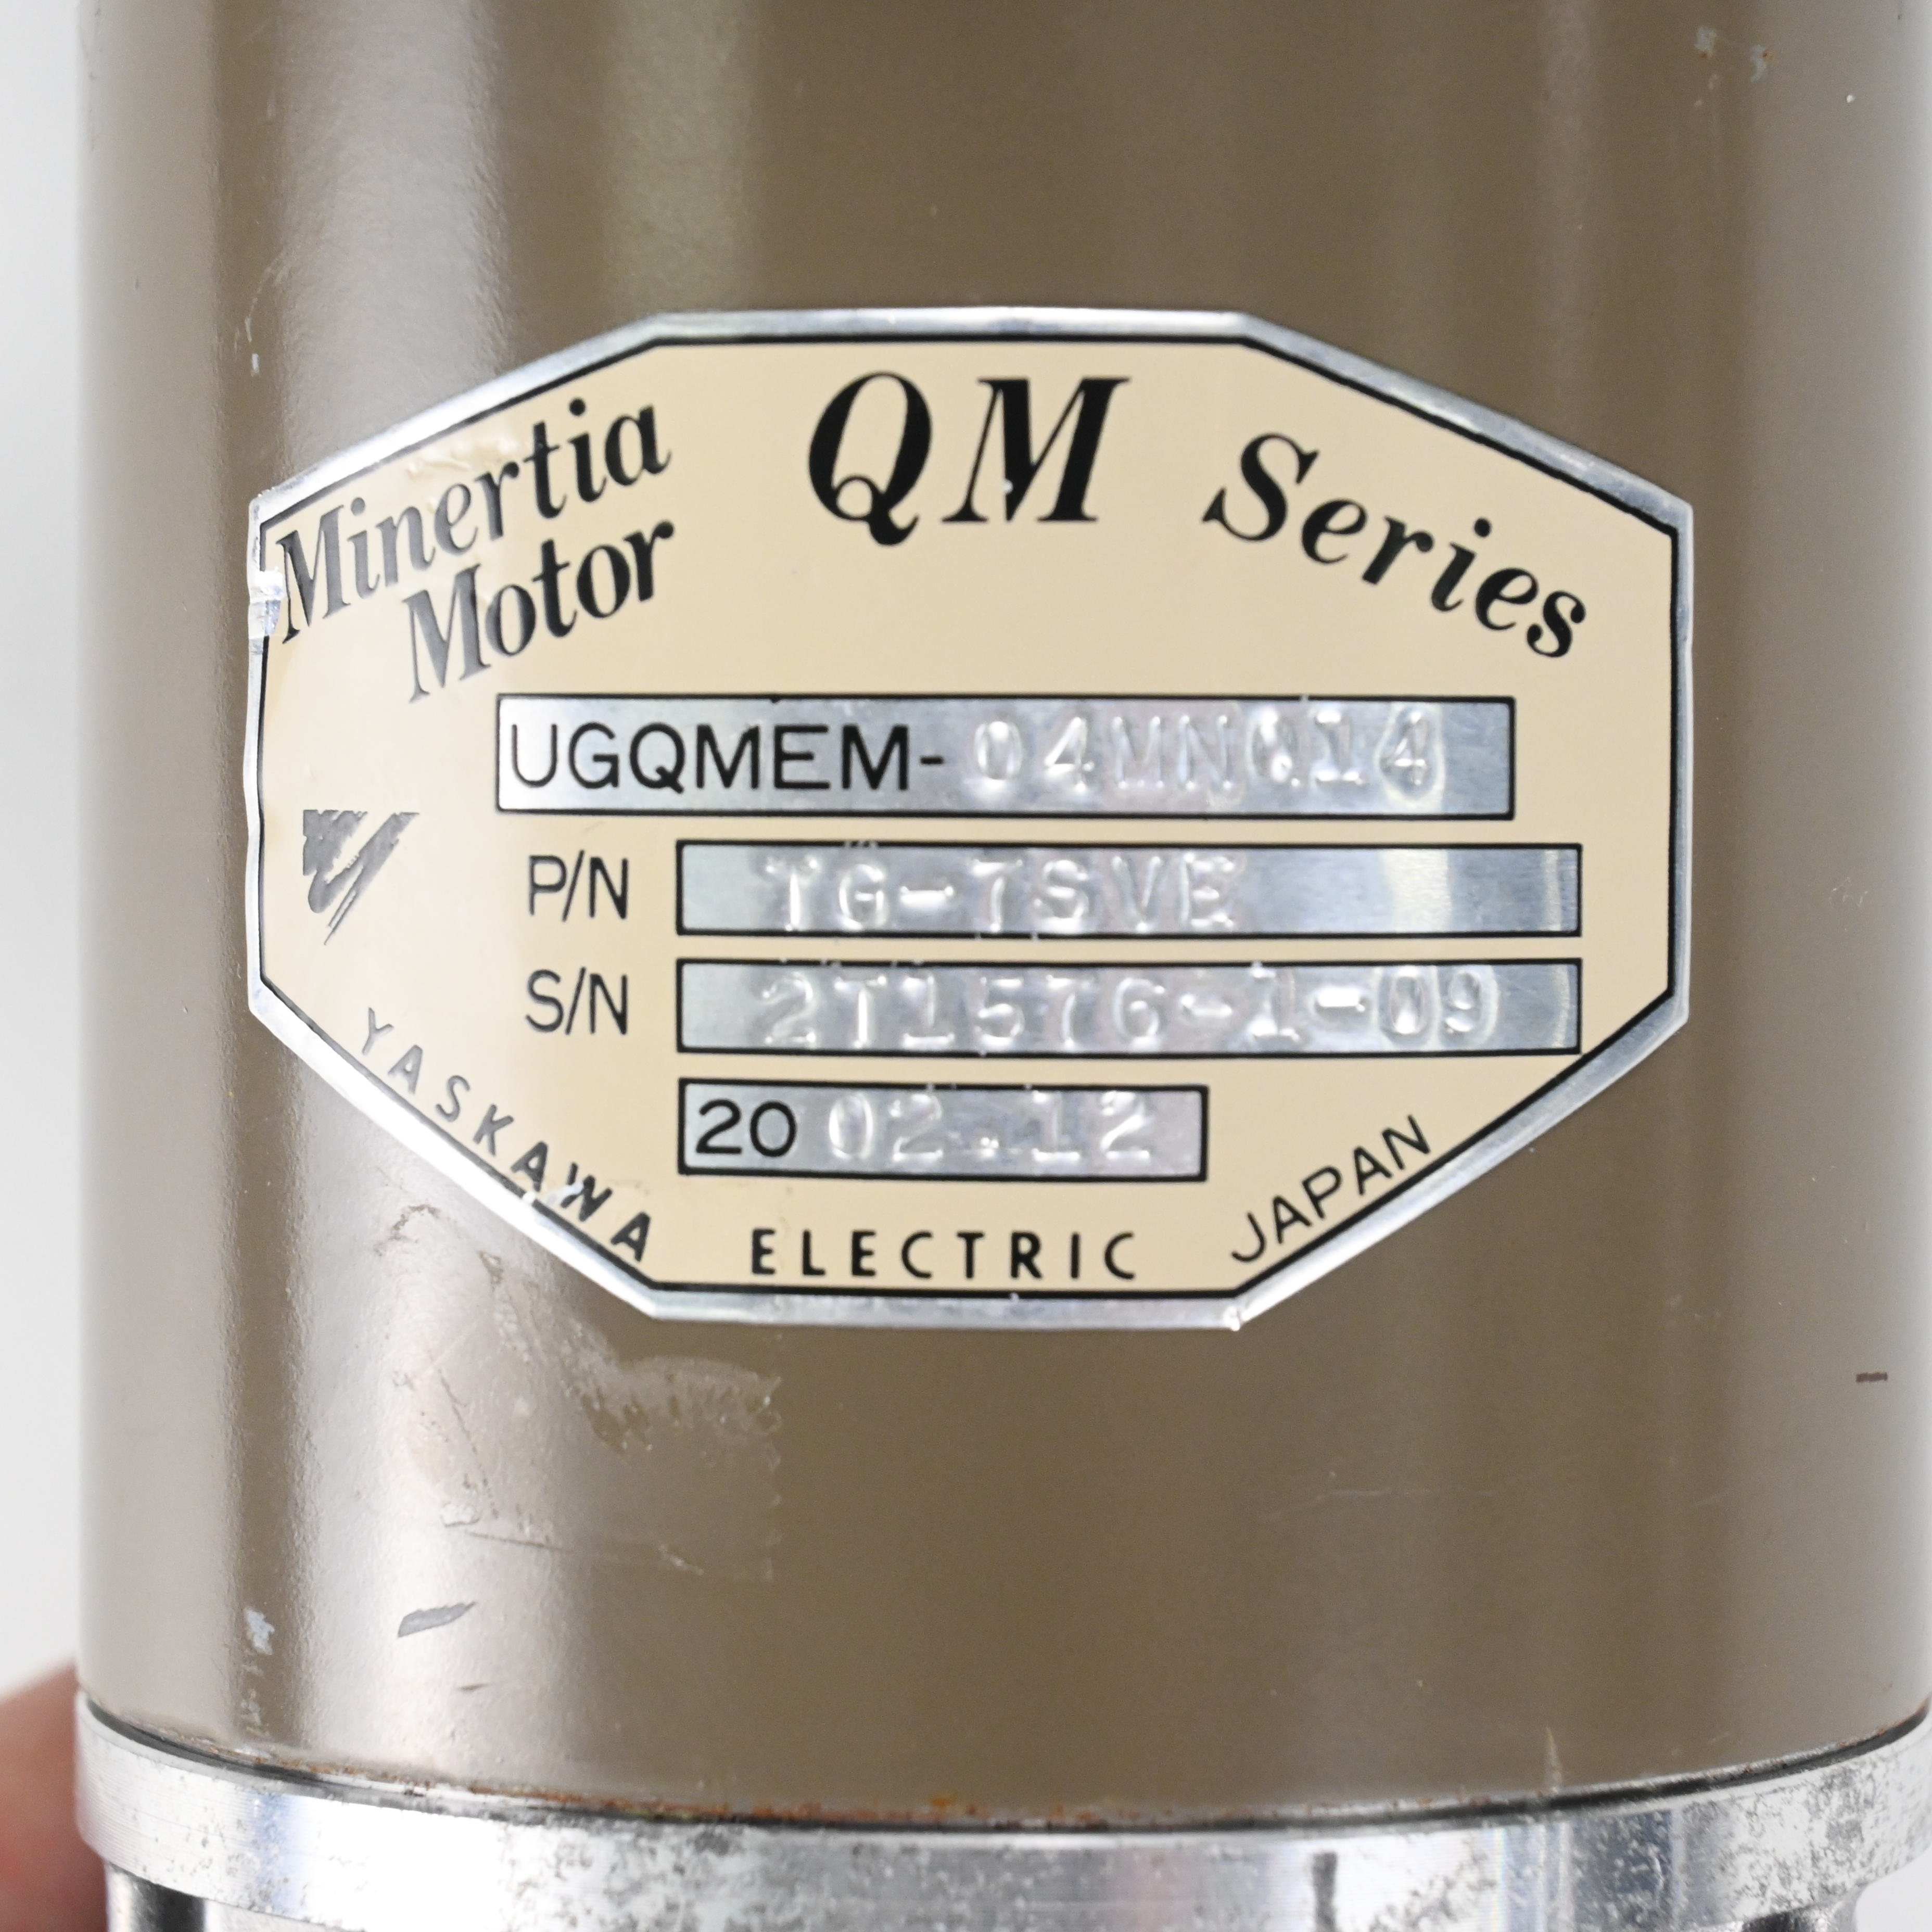 Minertia
Motor
QM Series
UGQMEM-04MNQ14
P/N TG-7SVE
S/N 2T1576-1-09
2002.12
YASKAWA ELECTRIC JAPAN